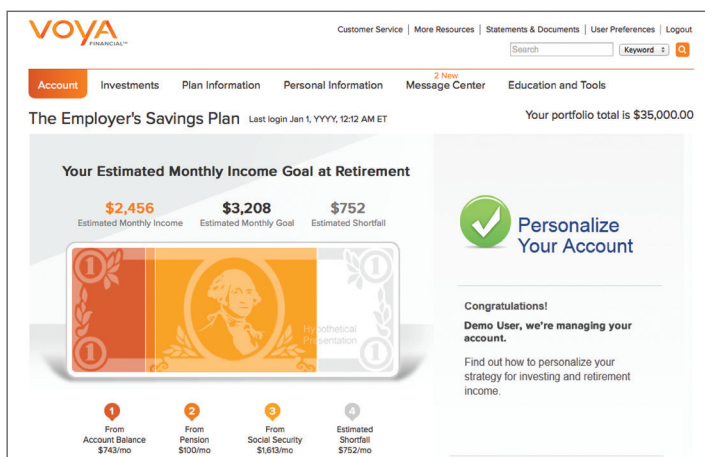 VOYA
FINANCIAL™
Customer Service | More Resources | Statements & Documents | User Preferences | Logout
Search
Keyword
Account
Investments
Plan Information
Personal Information
2 New
Message Center
Education and Tools
The Employer's Savings Plan
Last login Jan 1, YYYY, 12:12 AM ET
Your portfolio total is $35,000.00
Your Estimated Monthly Income Goal at Retirement
$2,456
Estimated Monthly Income
$3,208
Estimated Monthly Goal
$752
Estimated Shortfall
1
1
1
1
Hypothetical
Presentation
1
From
Account Balance
$743/mo
2
From
Pension
$100/mo
3
From
Social Security
$1,613/mo
4
Estimated
Shortfall
$752/mo
Personalize
Your Account
Congratulations!
Demo User, we're managing your
account.
Find out how to personalize your
strategy for investing and retirement
income.